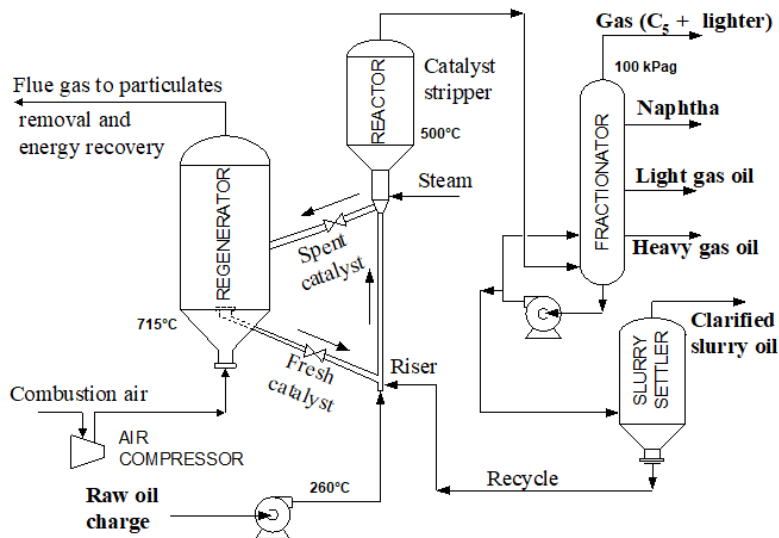 Gas (C5 + lighter)
100 kPag
Flue gas to particulates
removal and
energy recovery
REACTOR
Catalyst
stripper
500°C
Naphtha
FRACTIONATOR
Light gas oil
Steam
REGENERATOR
Spent
catalyst
Heavy gas oil
715°C
Fresh
catalyst
Riser
Clarified
slurry oil
SLURRY
SETTLER
Combustion air
AIR
COMPRESSOR
Recycle
260°C
Raw oil
charge